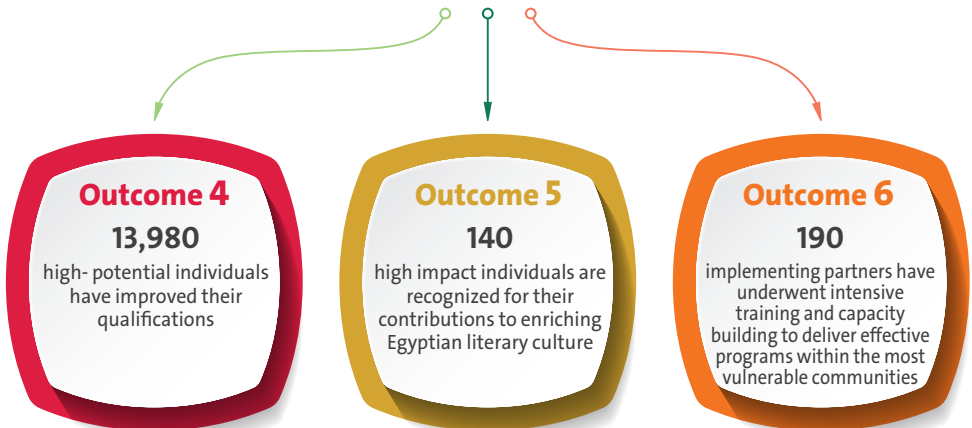 Outcome 4
13,980
high- potential individuals
have improved their
qualifications
Outcome 5
140
high impact individuals are
recognized for their
contributions to enriching
Egyptian literary culture
Outcome 6
190
implementing partners have
underwent intensive
training and capacity
building to deliver effective
programs within the most
vulnerable communities